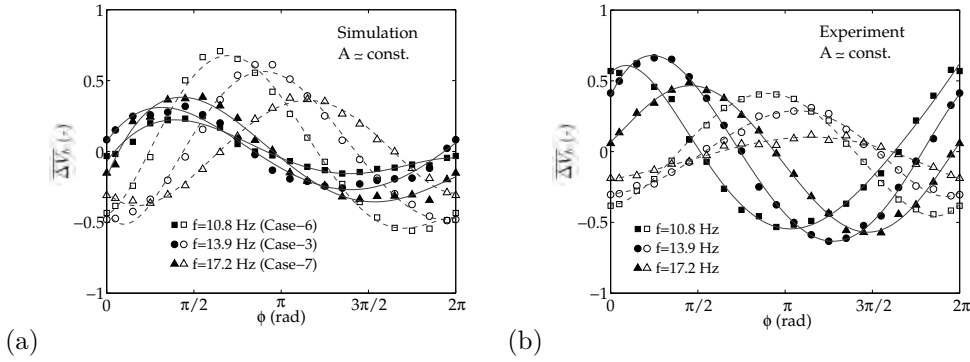 1
0.5
0
−0.5
−1
ΔVₕ (-)
Simulation
A ≃ const.
f=10.8 Hz (Case−6)
f=13.9 Hz (Case−3)
f=17.2 Hz (Case−7)
0
π/2
π
3π/2
2π
ϕ (rad)
(a)
1
0.5
0
−0.5
−1
ΔVₕ (-)
Experiment
A ≃ const.
f=10.8 Hz
f=13.9 Hz
f=17.2 Hz
0
π/2
π
3π/2
2π
ϕ (rad)
(b)